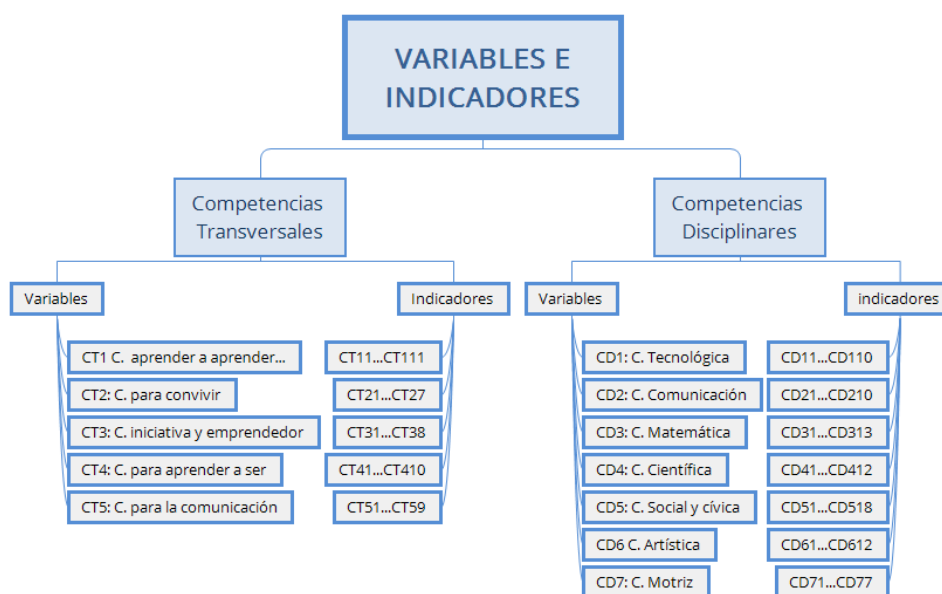 VARIABLES E
INDICADORES
Competencias
Transversales
Competencias
Disciplinares
Variables
Indicadores
Variables
indicadores
CT1 C. aprender a aprender...
CT11...CT111
CD1: C. Tecnológica
CD11...CD110
CT2: C. para convivir
CT21...CT27
CD2: C. Comunicación
CD21...CD210
CT3: C. iniciativa y emprendedor
CT31...CT38
CD3: C. Matemática
CD31...CD313
CT4: C. para aprender a ser
CT41...CT410
CD4: C. Científica
CD41...CD412
CT5: C. para la comunicación
CT51...CT59
CD5: C. Social y cívica
CD51...CD518
CD6 C. Artística
CD61...CD612
CD7: C. Motriz
CD71...CD77